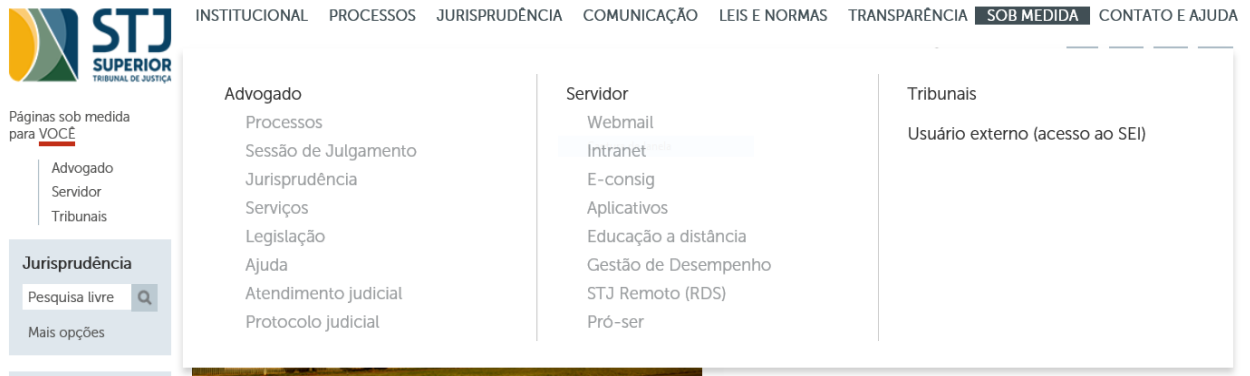 STJ
SUPERIOR
TRIBUNAL DE JUSTIÇA
INSTITUCIONAL PROCESSOS JURISPRUDÊNCIA COMUNICAÇÃO LEIS E NORMAS TRANSPARÊNCIA SOB MEDIDA CONTATO E AJUDA
Páginas sob medida
para VOCÊ
Advogado
Servidor
Tribunais
Jurisprudência
Pesquisa livre
Mais opções
Advogado
Processos
Sessão de Julgamento
Jurisprudência
Serviços
Legislação
Ajuda
Atendimento judicial
Protocolo judicial
Servidor
Webmail
Intranet
E-consig
Aplicativos
Educação a distância
Gestão de Desempenho
STJ Remoto (RDS)
Pró-ser
Tribunais
Usuário externo (acesso ao SEI)